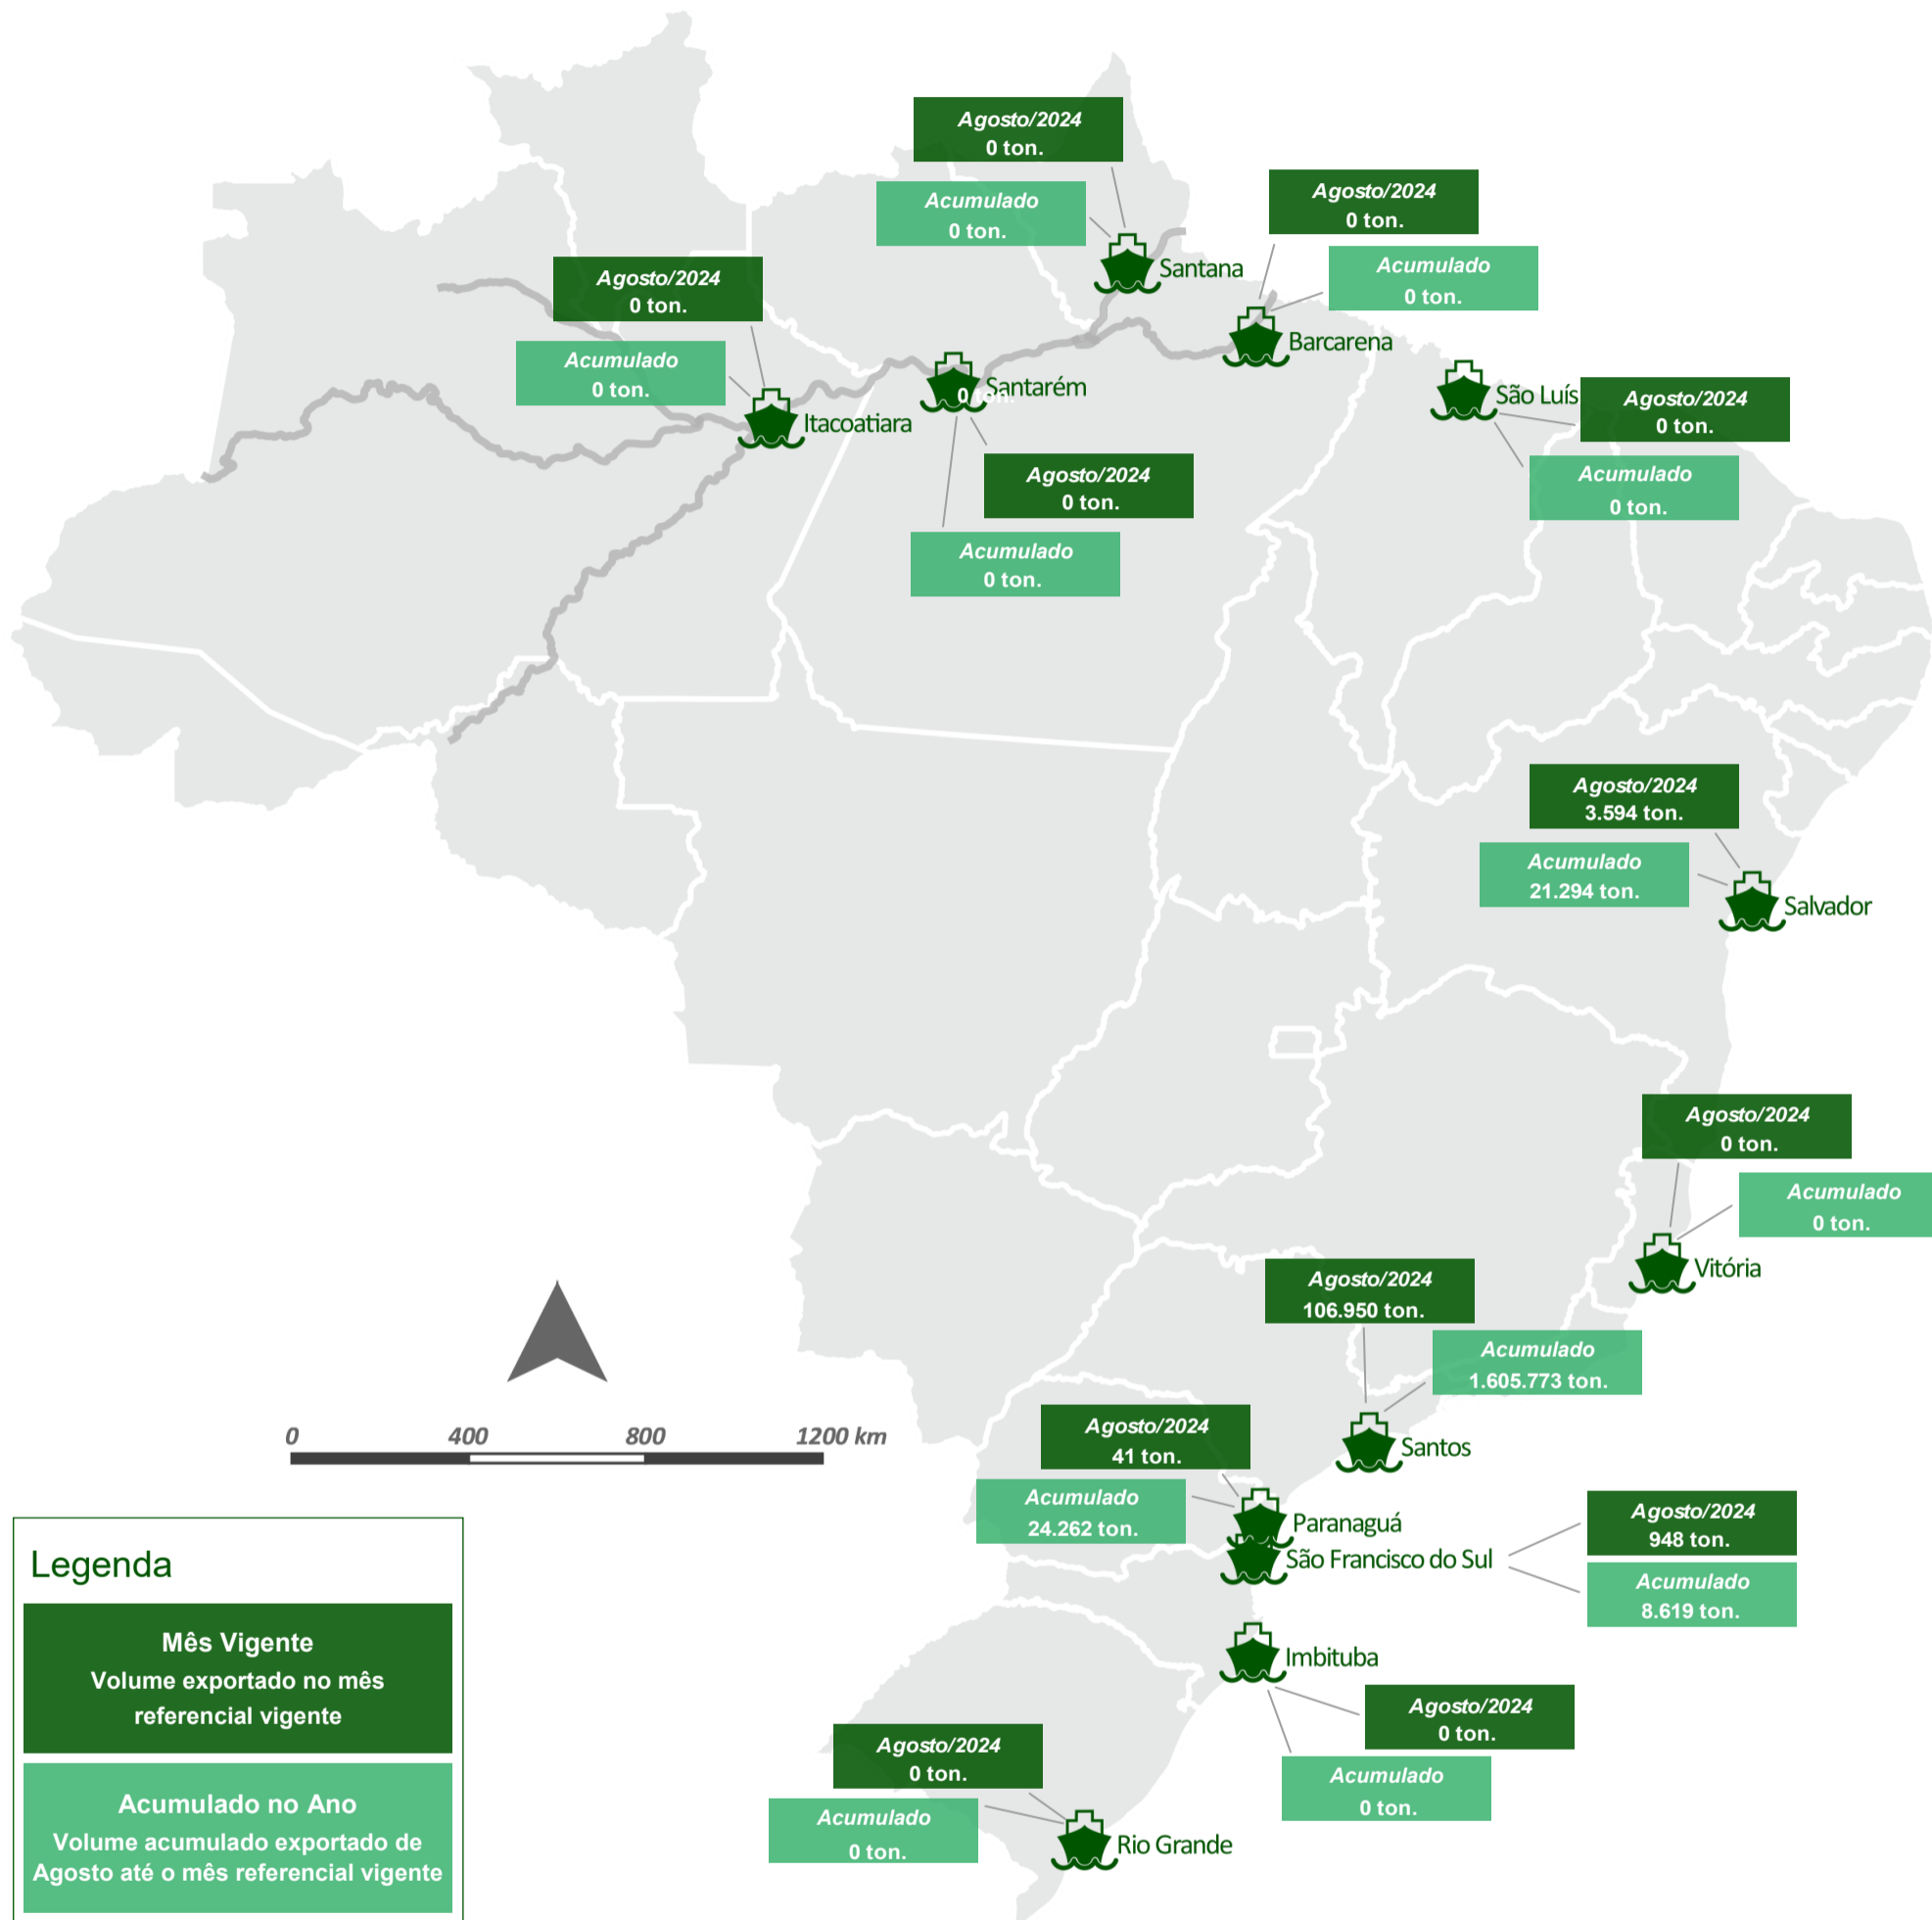 Agosto/2024
0 ton.
Acumulado
0 ton.
Santana
Agosto/2024
0 ton.
Acumulado
0 ton.
Barcarena
Agosto/2024
0 ton.
Acumulado
0 ton.
Itacoatiara
Santarém
0 ton.
Agosto/2024
0 ton.
Acumulado
0 ton.
São Luís
Agosto/2024
0 ton.
Acumulado
0 ton.
Agosto/2024
3.594 ton.
Acumulado
21.294 ton.
Salvador
Agosto/2024
0 ton.
Acumulado
0 ton.
Vitória
Agosto/2024
106.950 ton.
Acumulado
1.605.773 ton.
Santos
Agosto/2024
41 ton.
Acumulado
24.262 ton.
Paranaguá
São Francisco do Sul
Agosto/2024
948 ton.
Acumulado
8.619 ton.
Imbituba
Agosto/2024
0 ton.
Acumulado
0 ton.
Agosto/2024
0 ton.
Acumulado
0 ton.
Rio Grande
0 400 800 1200 km
Legenda
Mês Vigente
Volume exportado no mês
referencial vigente
Acumulado no Ano
Volume acumulado exportado de
Agosto até o mês referencial vigente